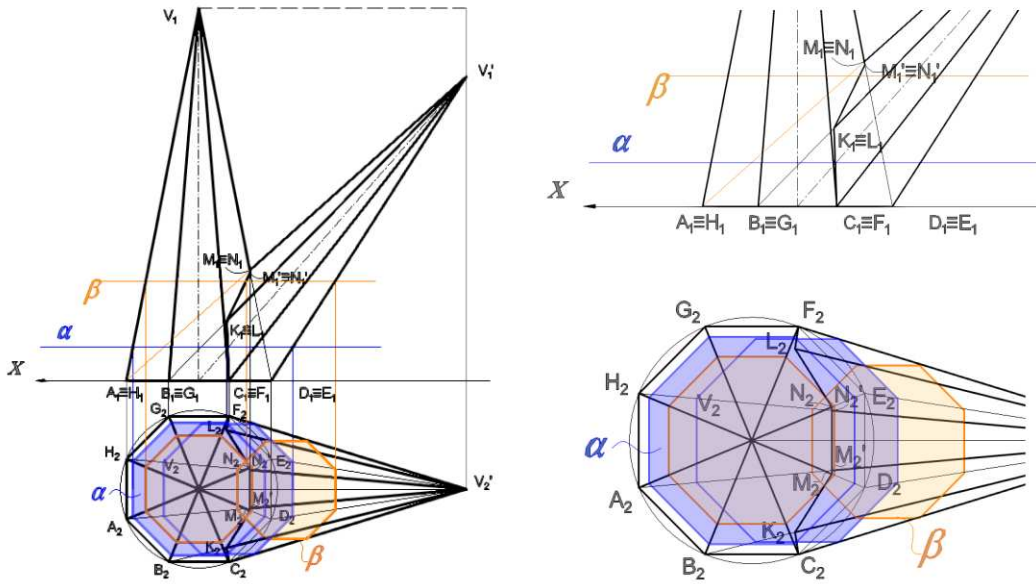 V₁
V₁'
M₁≡N₁
M₁'≡N₁'
β
K₁≡L₁
α
X
A₁≡H₁ B₁≡G₁ C₁≡F₁ D₁≡E₁
G₂ F₂
L₂
H₂ V₂ N₂ N₂' E₂
α
V₂'
M₂'
A₂ M₂ D₂
K₂
B₂ C₂
β
M₁≡N₁
M₁'≡N₁'
β
K₁≡L₁
α
X
A₁≡H₁ B₁≡G₁ C₁≡F₁ D₁≡E₁
G₂ F₂
L₂
H₂ V₂ N₂ N₂' E₂
α
M₂'
A₂ M₂ D₂
K₂
B₂ C₂
β